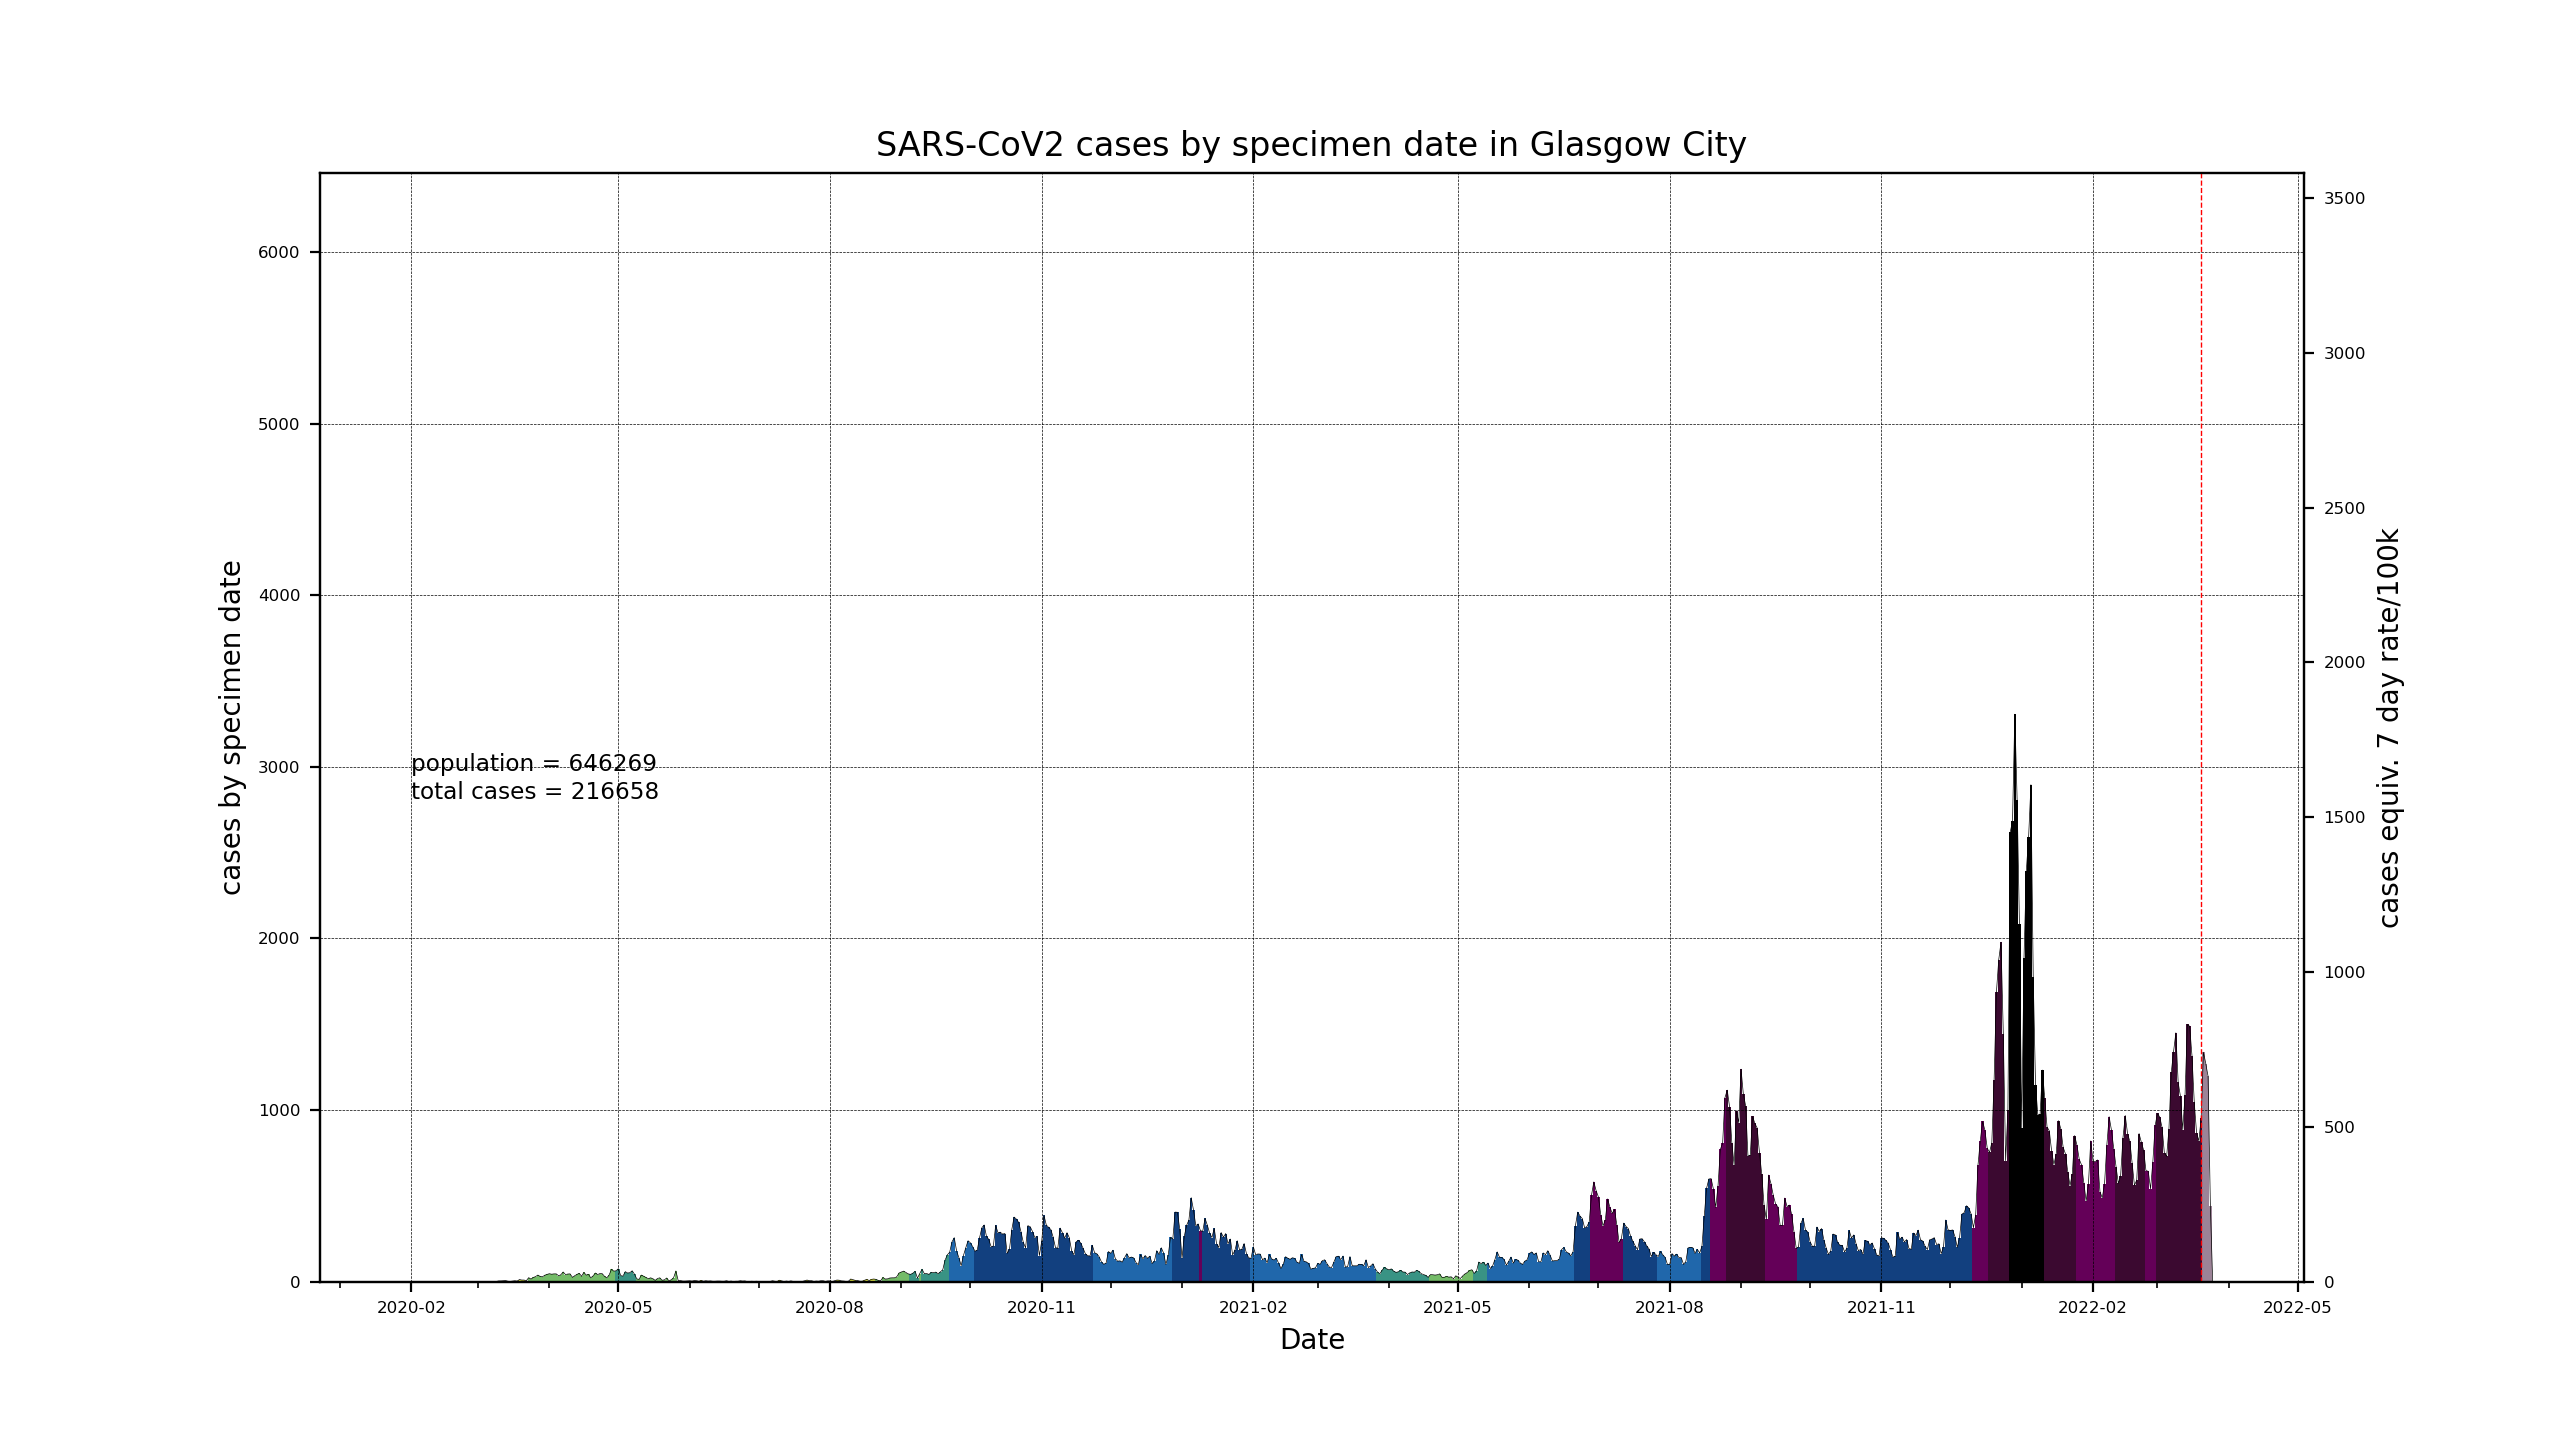 SARS-CoV2 cases by specimen date in Glasgow City
cases by specimen date
6000
5000
4000
3000
2000
1000
0
population = 646269
total cases = 216658
3500
3000
2500
2000
1500
1000
500
0
cases equiv. 7 day rate/100k
2020-02 2020-05 2020-08 2020-11 2021-02 2021-05 2021-08 2021-11 2022-02 2022-05
Date